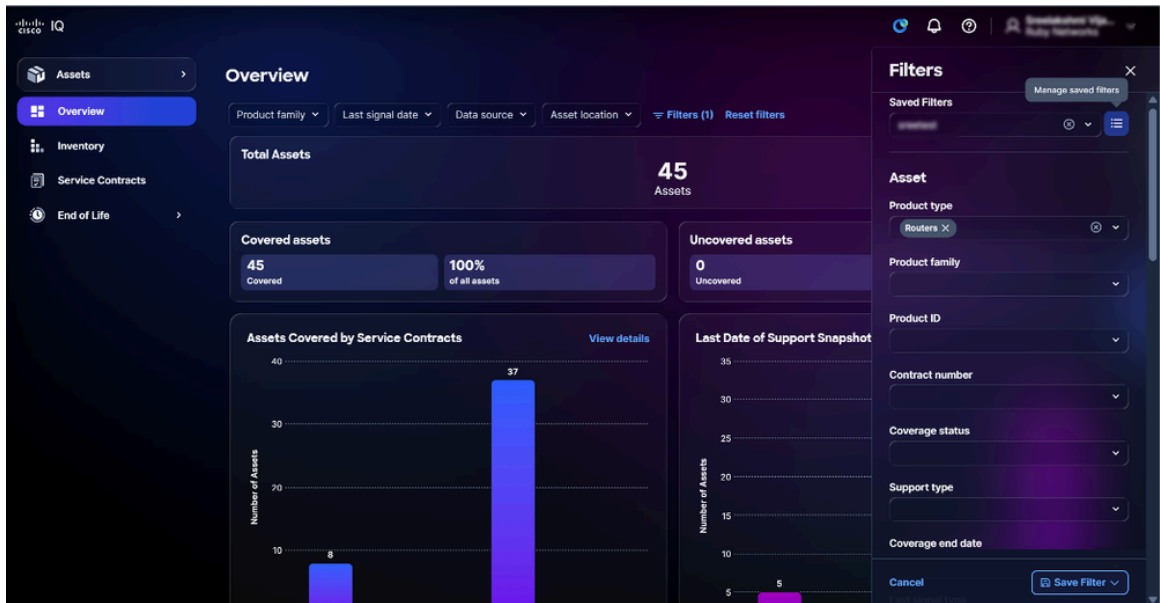 cisco IQ
Assets
Overview
Inventory
Service Contracts
End of Life
Overview
Product family
Last signal date
Data source
Asset location
Filters (1)
Reset filters
Total Assets
45
Assets
Covered assets
45
Covered
100%
of all assets
Uncovered assets
0
Uncovered
Assets Covered by Service Contracts
View details
Number of Assets
40
30
20
10
37
8
Last Date of Support Snapshot
Number of Assets
35
30
25
20
15
10
5
5
Filters
Manage saved filters
Saved Filters
Asset
Product type
Routers
Product family
Product ID
Contract number
Coverage status
Support type
Coverage end date
Cancel
Save Filter